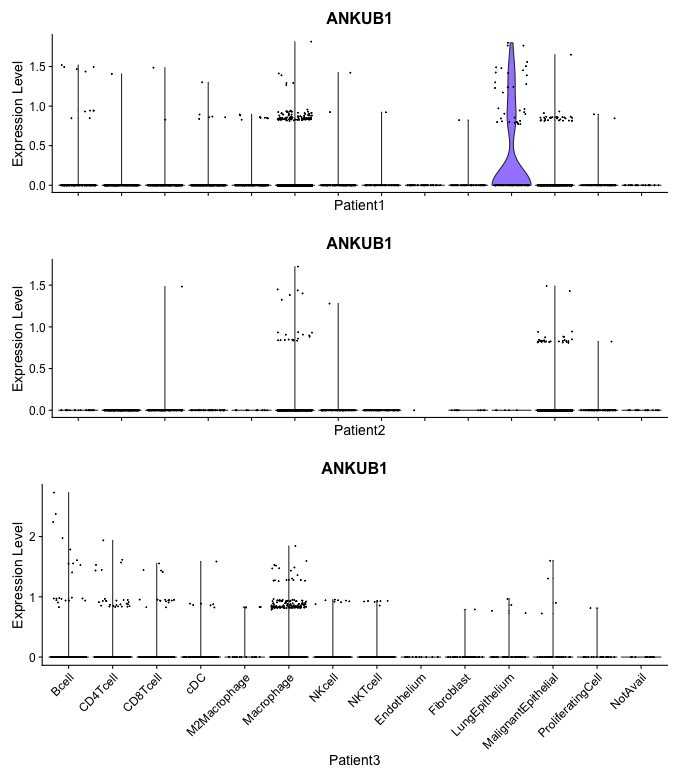 ANKUB1
Expression Level
1.5
1.0
0.5
0.0
Patient1
ANKUB1
Expression Level
1.5
1.0
0.5
0.0
Patient2
ANKUB1
Expression Level
2
1
0
Bcell
CD4Tcell
CD8Tcell
cDC
M2Macrophage
Macrophage
NKcell
NKTcell
Endothelium
Fibroblast
LungEpithelium
MalignantEpithelial
ProliferatingCell
NotAvail
Patient3